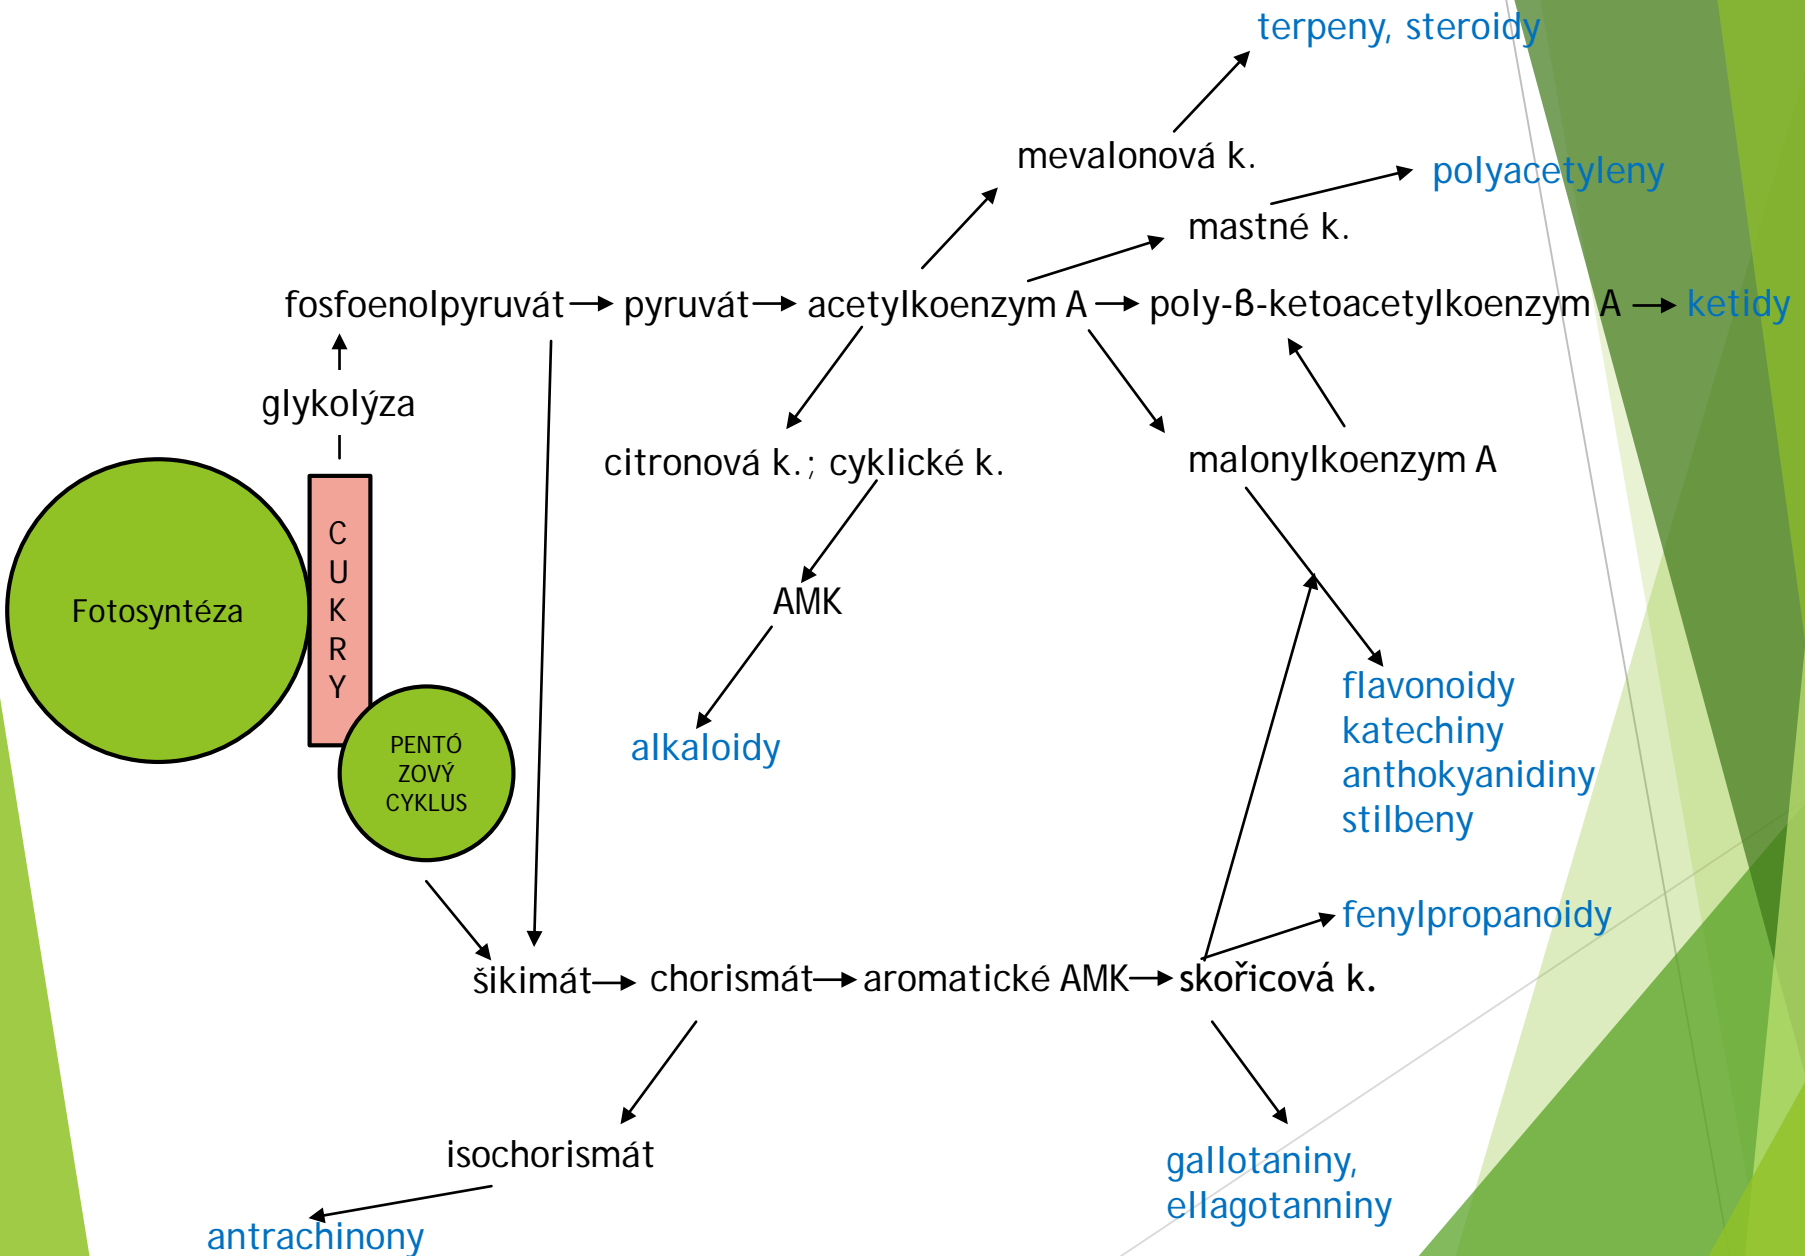 terpeny, steroidy
mevalonová k.
polyacetyleny
mastné k.
fosfoenolpyruvát
pyruvát
acetylkoenzym A
poly-ß-ketoacetylkoenzym A
ketidy
glykolýza
citronová k.; cyklické k.
malonylkoenzym A
C
U
K
R
Y
Fotosyntéza
AMK
flavonoidy
katechiny
anthokyanidiny
stilbeny
alkaloidy
PENTÓ
ZOVÝ
CYKLUS
fenylpropanoidy
šikimát
chorismát
aromatické AMK
skořicová k.
isochorismát
gallotaniny,
ellagotanniny
antrachinony